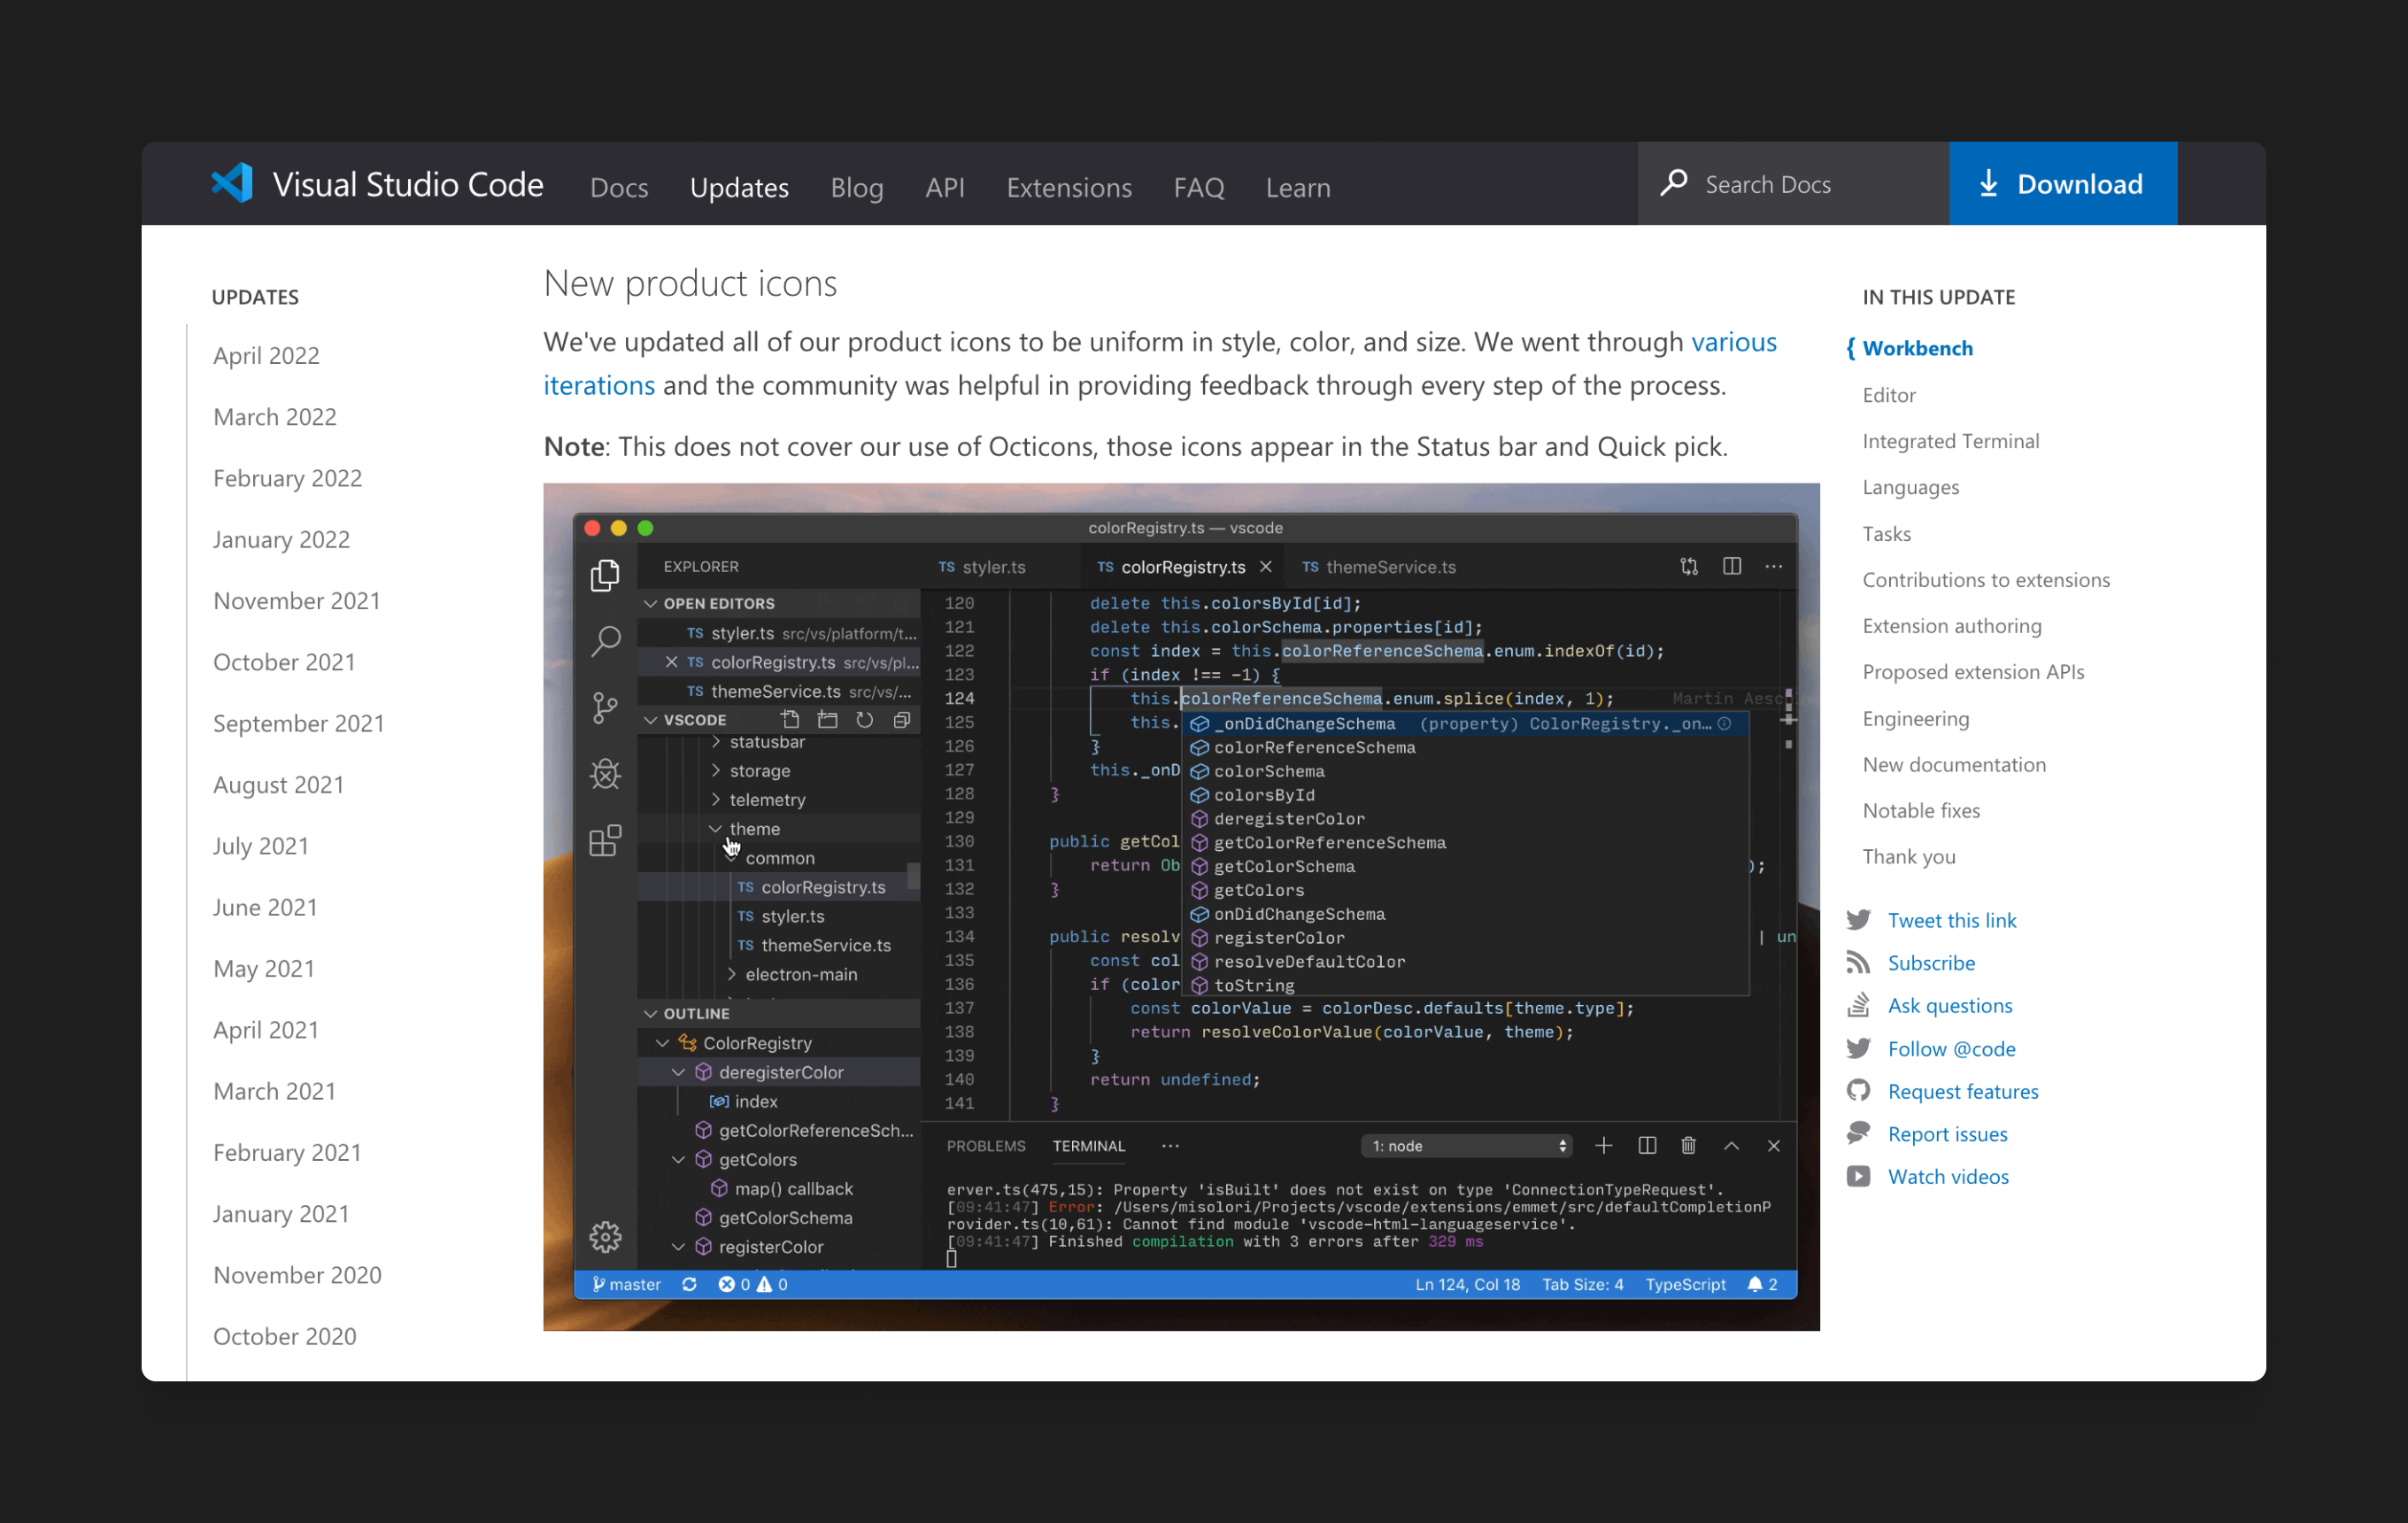 Visual Studio Code
Docs
Updates
Blog
API
Extensions
FAQ
Learn
Search Docs
Download
UPDATES
April 2022
March 2022
February 2022
January 2022
November 2021
October 2021
September 2021
August 2021
July 2021
June 2021
May 2021
April 2021
March 2021
February 2021
January 2021
November 2020
October 2020
New product icons
We've updated all of our product icons to be uniform in style, color, and size. We went through various
iterations and the community was helpful in providing feedback through every step of the process.
Note: This does not cover our use of Octicons, those icons appear in the Status bar and Quick pick.
colorRegistry.ts — vscode
EXPLORER
OPEN EDITORS
TS styler.ts src/vs/platform/t...
TS colorRegistry.ts src/vs/pl...
TS themeService.ts src/vs/...
VSCODE
statusbar
storage
telemetry
theme
common
TS colorRegistry.ts
TS styler.ts
TS themeService.ts
electron-main
OUTLINE
ColorRegistry
deregisterColor
index
getColorReferenceSch...
getColors
map() callback
getColorSchema
registerColor
TS styler.ts
TS colorRegistry.ts
TS themeService.ts
120 delete this.colorsById[id];
121 delete this.colorSchema.properties[id];
122 const index = this.colorReferenceSchema.enum.indexOf(id);
123 if (index !== -1) {
124 this.colorReferenceSchema.enum.splice(index, 1); Martin Aesc
125 this.
126 }
127 this._onD
128 }
129
130 public getCol
131 return Ob );
132 }
133
134 public resolv | un
135 const col
136 if (color
137 const colorValue = colorDesc.defaults[theme.type];
138 return resolveColorValue(colorValue, theme);
139 }
140 return undefined;
141 }
_onDidChangeSchema (property) ColorRegistry._on...
colorReferenceSchema
colorSchema
colorsById
deregisterColor
getColorReferenceSchema
getColorSchema
getColors
onDidChangeSchema
registerColor
resolveDefaultColor
toString
PROBLEMS
TERMINAL
···
1: node
erver.ts(475,15): Property 'isBuilt' does not exist on type 'ConnectionTypeRequest'.
[09:41:47] Error: /Users/misolori/Projects/vscode/extensions/emmet/src/defaultCompletionP
rovider.ts(10,61): Cannot find module 'vscode-html-languageservice'.
[09:41:47] Finished compilation with 3 errors after 329 ms
master
0
0
Ln 124, Col 18
Tab Size: 4
TypeScript
2
IN THIS UPDATE
{ Workbench
Editor
Integrated Terminal
Languages
Tasks
Contributions to extensions
Extension authoring
Proposed extension APIs
Engineering
New documentation
Notable fixes
Thank you
Tweet this link
Subscribe
Ask questions
Follow @code
Request features
Report issues
Watch videos